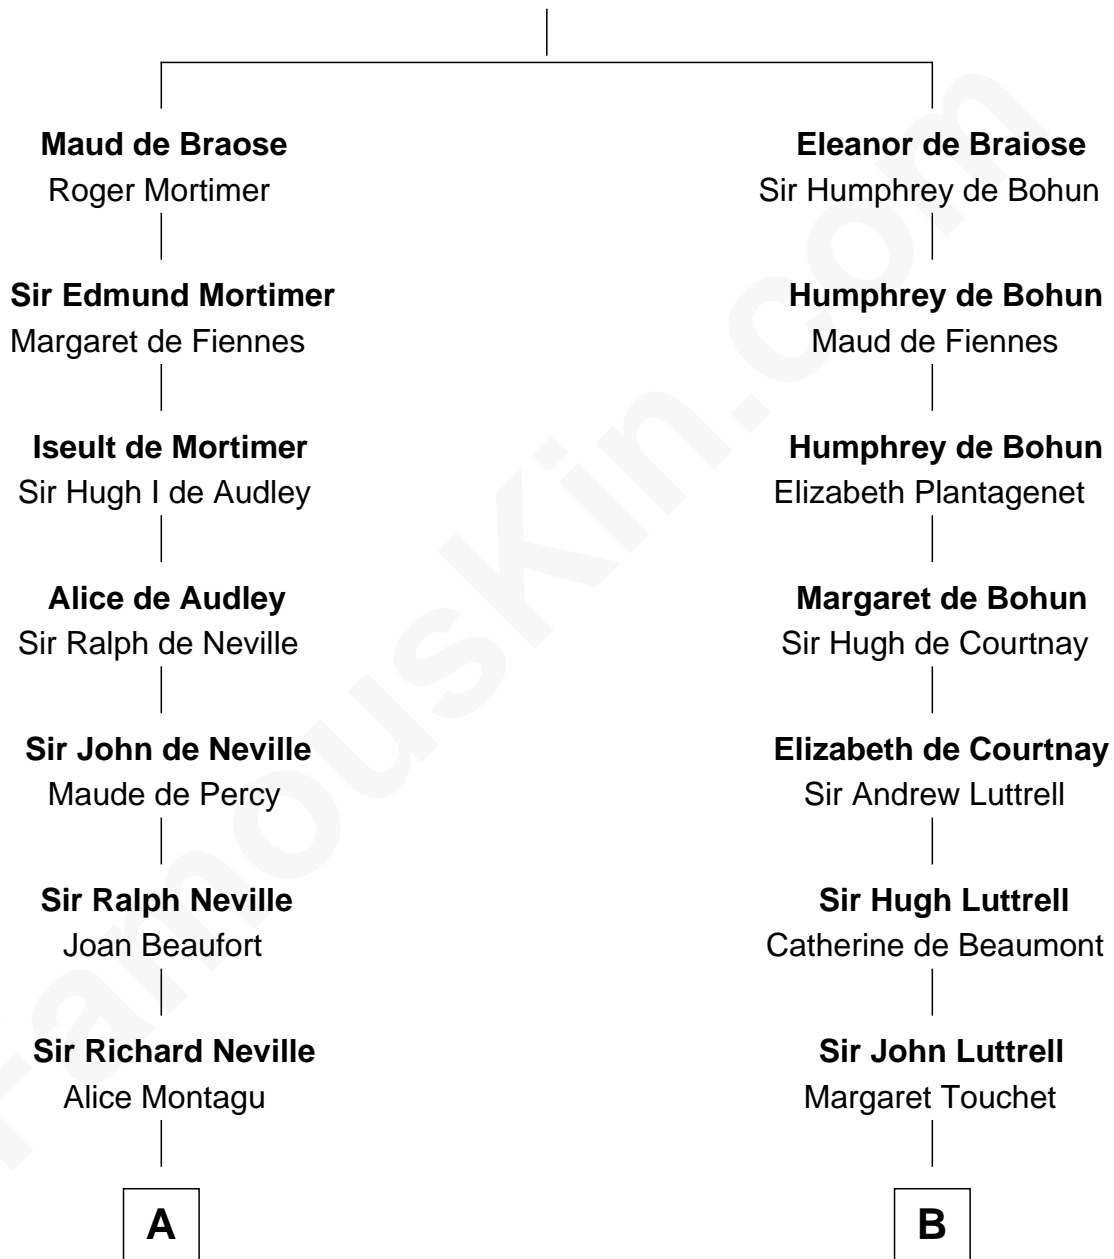 Maud de Braose
Roger Mortimer
Sir Edmund Mortimer
Margaret de Fiennes
Iseult de Mortimer
Sir Hugh I de Audley
Alice de Audley
Sir Ralph de Neville
Sir John de Neville
Maude de Percy
Sir Ralph Neville
Joan Beaufort
Sir Richard Neville
Alice Montagu
A
Eleanor de Braiose
Sir Humphrey de Bohun
Humphrey de Bohun
Maud de Fiennes
Humphrey de Bohun
Elizabeth Plantagenet
Margaret de Bohun
Sir Hugh de Courtnay
Elizabeth de Courtnay
Sir Andrew Luttrell
Sir Hugh Luttrell
Catherine de Beaumont
Sir John Luttrell
Margaret Touchet
B
FamousKin.com